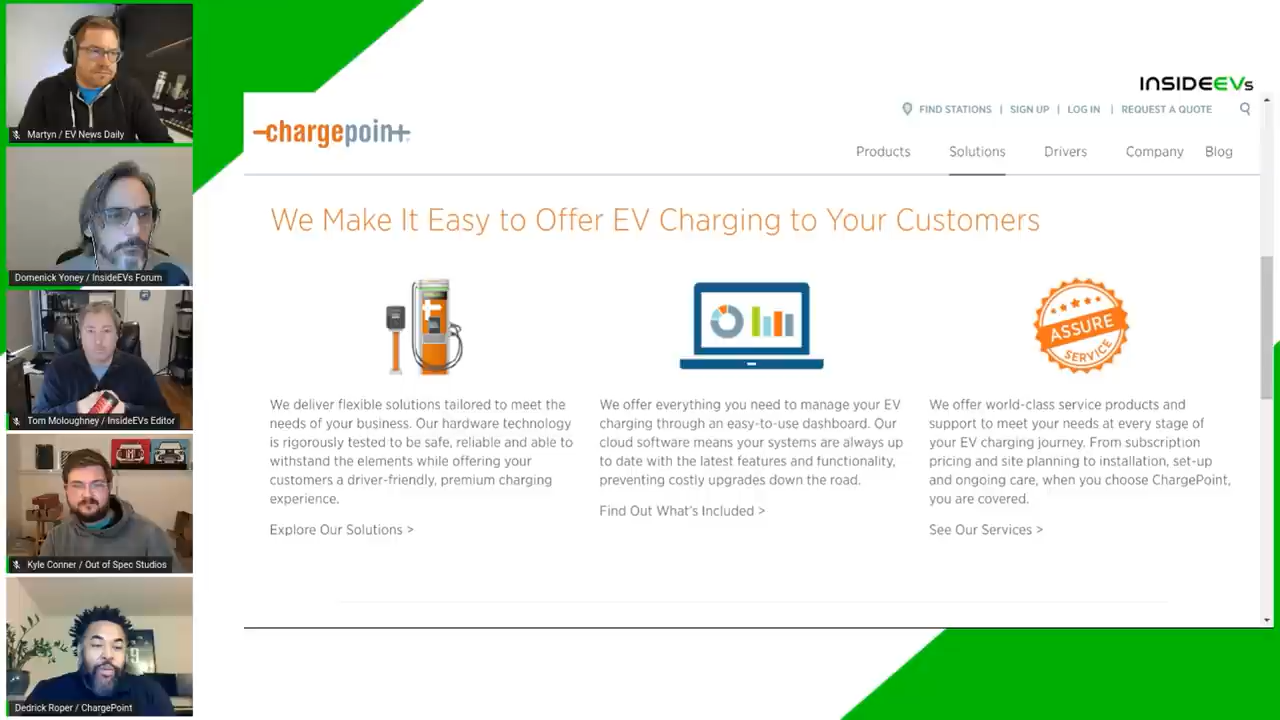 Martyn / EV News Daily
Domenick Yoney / InsideEVs Forum
Tom Moloughney / InsideEVs Editor
Kyle Conner / Out of Spec Studios
Dedrick Roper / ChargePoint
INSIDEEVs
FIND STATIONS | SIGN UP | LOG IN | REQUEST A QUOTE
-chargepoin+
Products Solutions Drivers Company Blog
We Make It Easy to Offer EV Charging to Your Customers
ASSURE
SERVICE
We deliver flexible solutions tailored to meet the
needs of your business. Our hardware technology
is rigorously tested to be safe, reliable and able to
withstand the elements while offering your
customers a driver-friendly, premium charging
experience.
Explore Our Solutions >
We offer everything you need to manage your EV
charging through an easy-to-use dashboard. Our
cloud software means your systems are always up
to date with the latest features and functionality,
preventing costly upgrades down the road.
Find Out What's Included >
We offer world-class service products and
support to meet your needs at every stage of
your EV charging journey. From subscription
pricing and site planning to installation, set-up
and ongoing care, when you choose ChargePoint,
you are covered.
See Our Services >